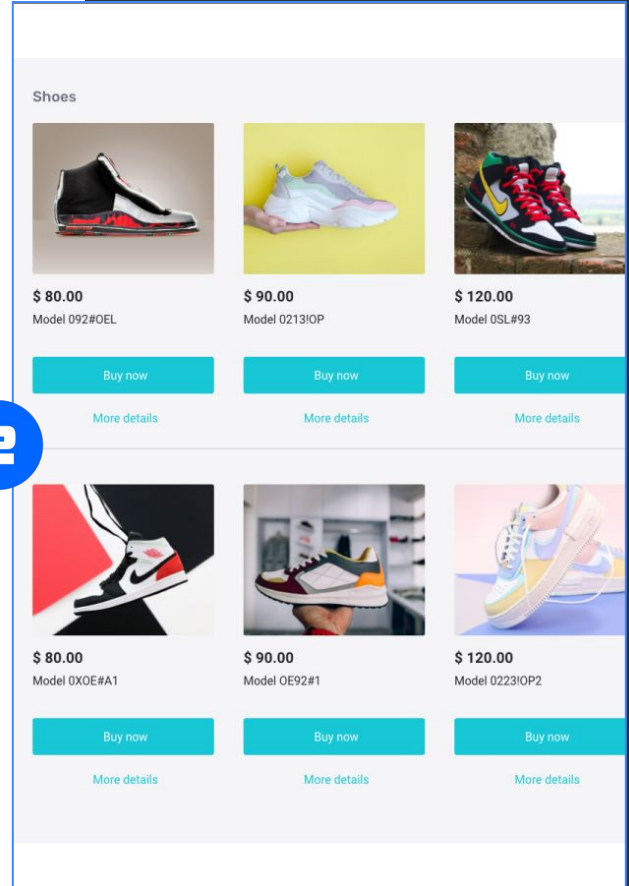 Shoes
$ 80.00
Model 092#OEL
Buy now
More details
$ 90.00
Model 0213!OP
Buy now
More details
$ 120.00
Model 0SL#93
Buy now
More details
$ 80.00
Model 0XOE#A1
Buy now
More details
$ 90.00
Model OE92#1
Buy now
More details
$ 120.00
Model 0223!OP2
Buy now
More details